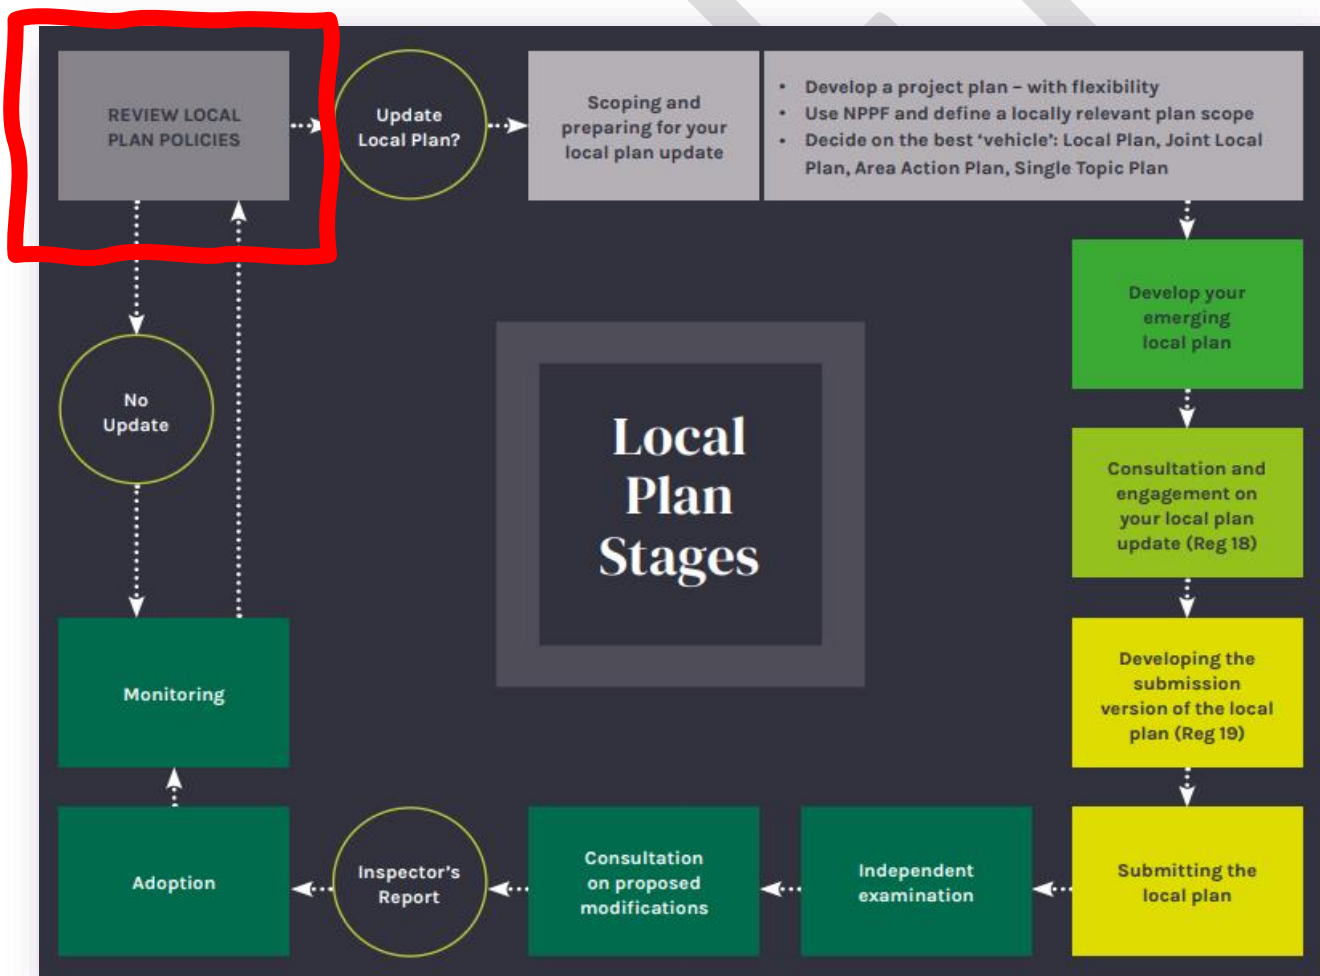 REVIEW LOCAL
PLAN POLICIES
Update
Local Plan?
Scoping and
preparing for your
local plan update
• Develop a project plan – with flexibility
• Use NPPF and define a locally relevant plan scope
• Decide on the best ‘vehicle’: Local Plan, Joint Local
Plan, Area Action Plan, Single Topic Plan
Develop your
emerging
local plan
No
Update
Local
Plan
Stages
Consultation and
engagement on
your local plan
update (Reg 18)
Developing the
submission
version of the local
plan (Reg 19)
Monitoring
Adoption
Inspector's
Report
Consultation
on proposed
modifications
Independent
examination
Submitting the
local plan